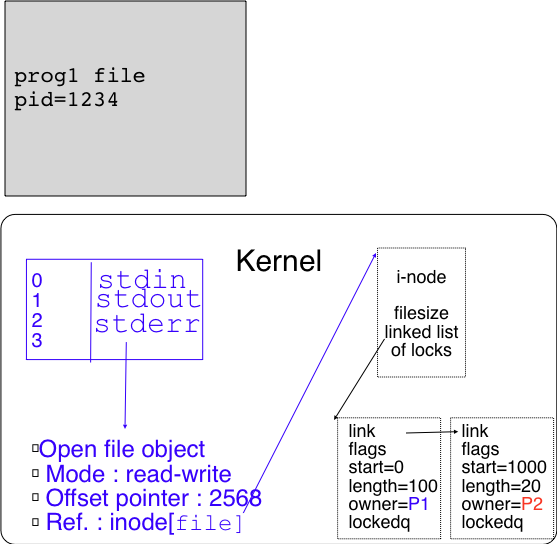 prog1 file
pid=1234
Kernel
0 stdin
1 stdout
2 stderr
3
i-node
filesize
linked list
of locks
Open file object
Mode : read-write
Offset pointer : 2568
Ref. : inode[file]
link
flags
start=0
length=100
owner=P1
lockedq
link
flags
start=1000
length=20
owner=P2
lockedq